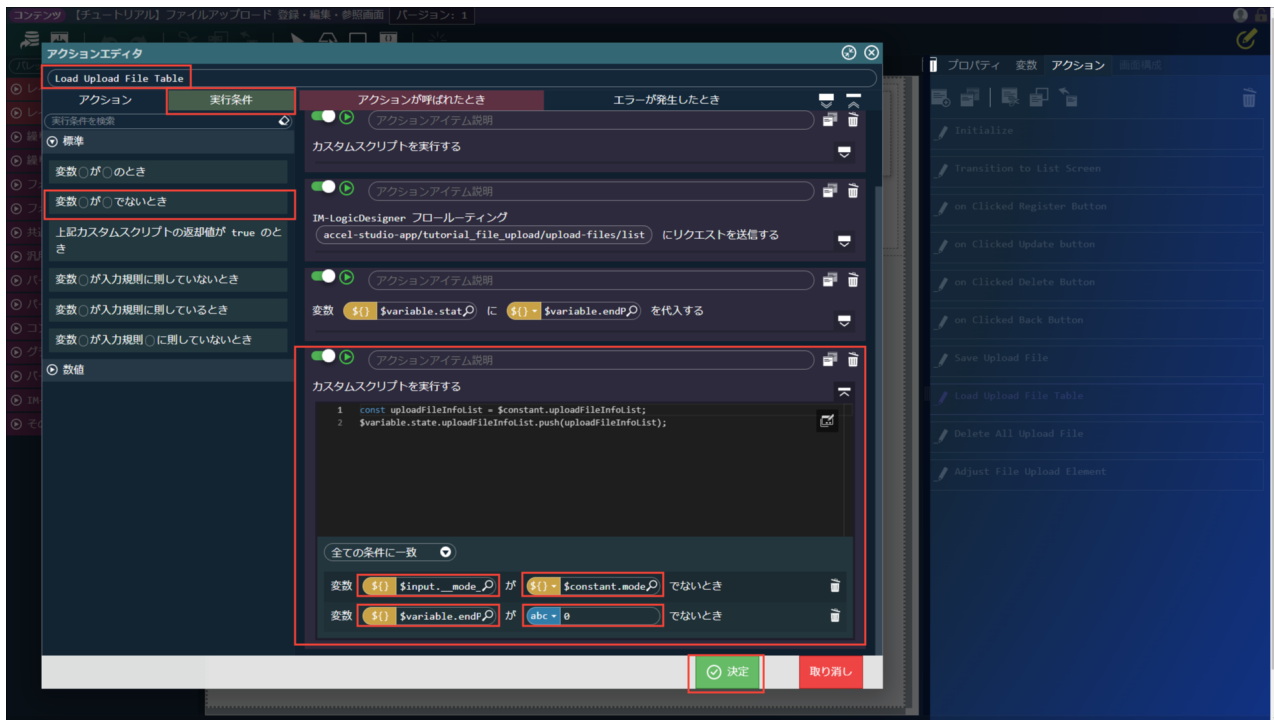 コンテンツ 【チュートリアル】ファイルアップロード 登録・編集・参照画面 バージョン: 1
アクションエディタ
Load Upload File Table
アクション 実行条件
実行条件を検索
標準
変数○が○のとき
変数○が○でないとき
上記カスタムスクリプトの返却値が true のとき
変数○が入力規則に則していないとき
変数○が入力規則に則しているとき
変数○が入力規則○に則していないとき
数値
アクションが呼ばれたとき エラーが発生したとき
アクションアイテム説明
カスタムスクリプトを実行する
アクションアイテム説明
IM-LogicDesigner フロールーティング
accel-studio-app/tutorial_file_upload/upload-files/list にリクエストを送信する
アクションアイテム説明
変数 ${} $variable.stat に ${} $variable.endP を代入する
アクションアイテム説明
カスタムスクリプトを実行する
1 const uploadFileInfoList = $constant.uploadFileInfoList;
2 $variable.state.uploadFileInfoList.push(uploadFileInfoList);
全ての条件に一致
変数 ${} $input.__mode_ が ${} $constant.mode でないとき
変数 ${} $variable.endP が abc 0 でないとき
決定 取り消し
プロパティ 変数 アクション 画面構成
Initialize
Transition to List Screen
on Clicked Register Button
on Clicked Update button
on Clicked Delete Button
on Clicked Back Button
Save Upload File
Load Upload File Table
Delete All Upload File
Adjust File Upload Element